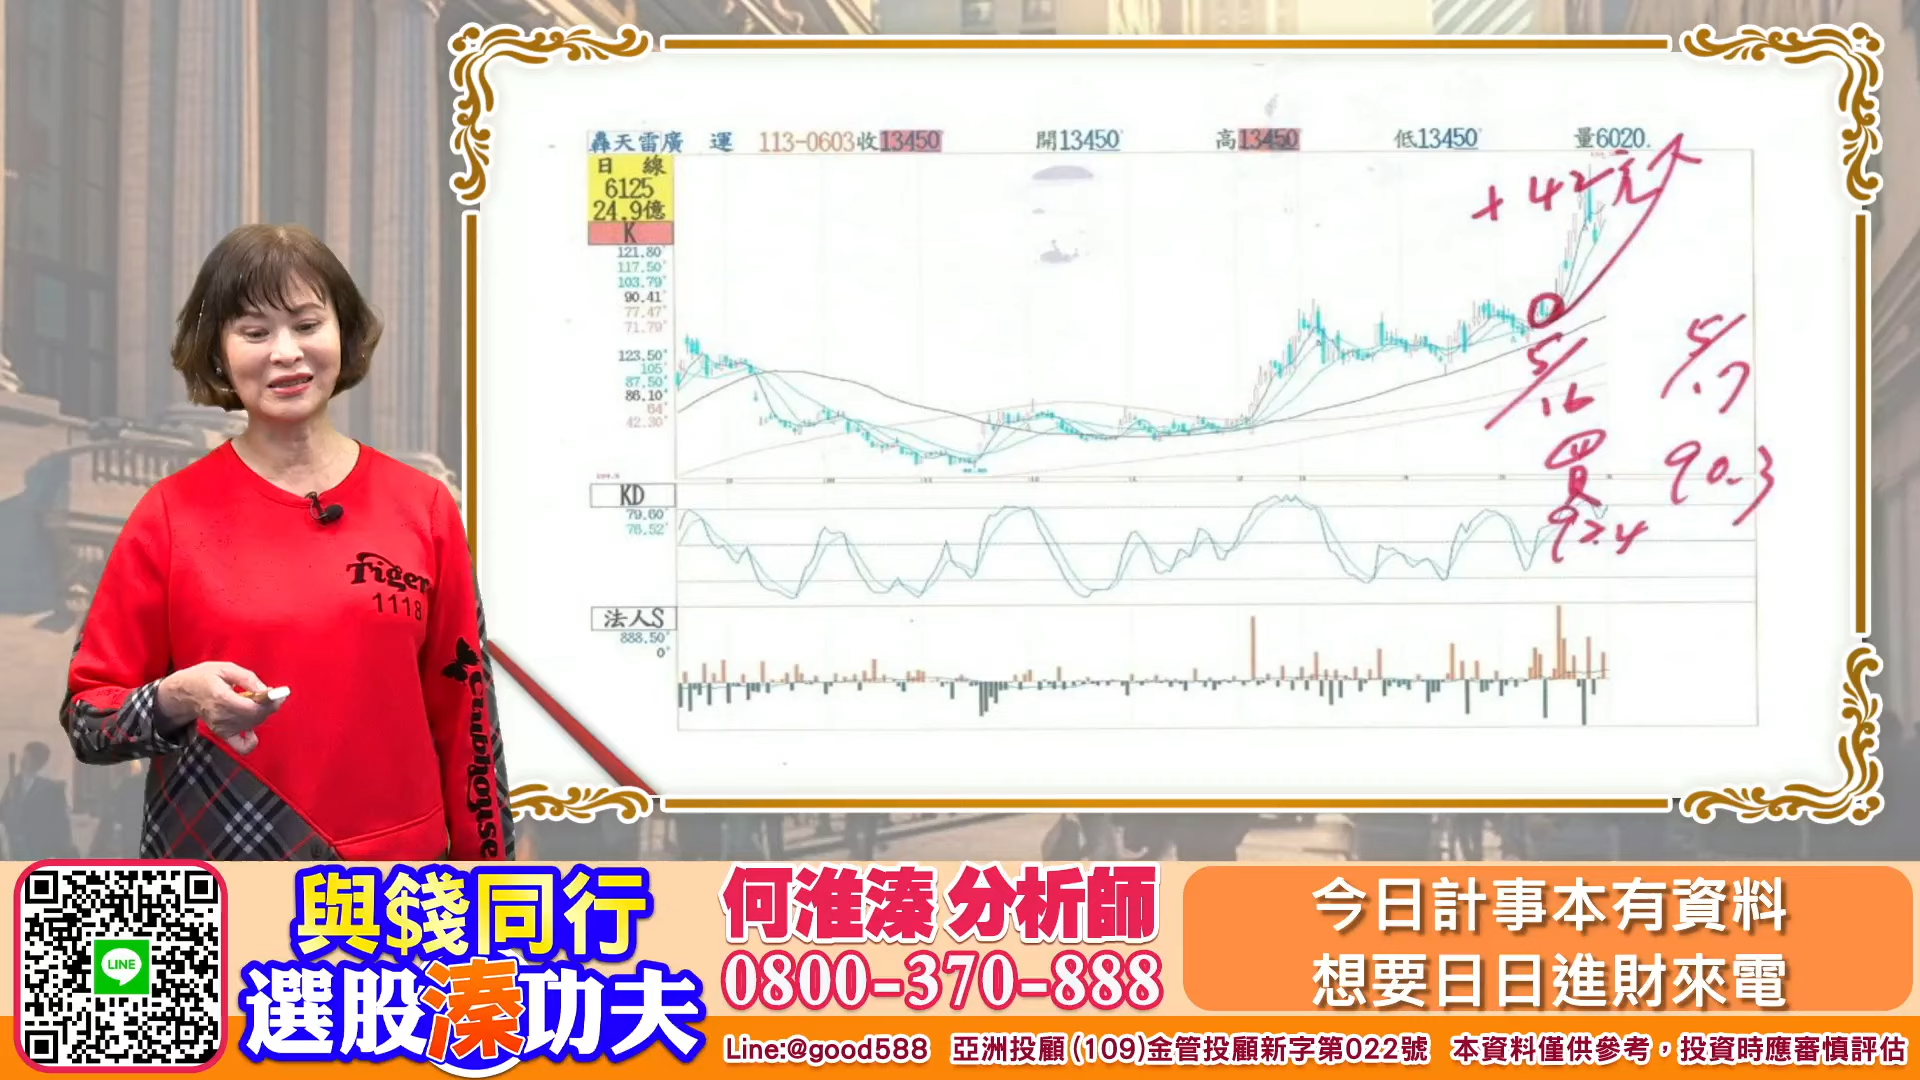 轟天雷廣 運 113-0603收13450 開13450 高13450 低13450 量6020.
日 線
6125
24.9億
K
121.80
117.50
103.79
90.41
77.47
71.79
123.50
105
87.50
86.10
64
42.30
+42元
5/16
買
92.4
5/17
90.3
KD
79.60
76.52
法人S
888.50
0
Tiger
1118
Cubhouse
LINE
與$錢同行
選股溱功夫
何淮溱 分析師
0800-370-888
今日計事本有資料
想要日日進財來電
Line:@good588 亞洲投顧 (109)金管投顧新字第022號 本資料僅供參考，投資時應審慎評估